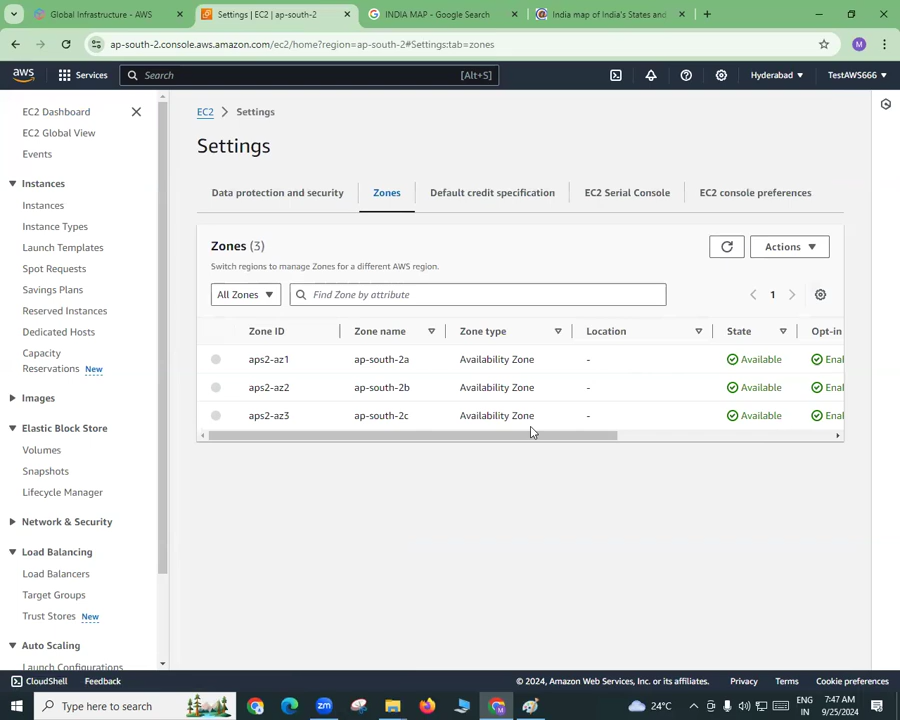 Global Infrastructure - AWS
Settings | EC2 | ap-south-2
INDIA MAP - Google Search
India map of India's States and
ap-south-2.console.aws.amazon.com/ec2/home?region=ap-south-2#Settings:tab=zones
M
aws
Services
Search
[Alt+S]
Hyderabad
TestAWS666
EC2 Dashboard
EC2 Global View
Events
Instances
Instances
Instance Types
Launch Templates
Spot Requests
Savings Plans
Reserved Instances
Dedicated Hosts
Capacity
Reservations New
Images
Elastic Block Store
Volumes
Snapshots
Lifecycle Manager
Network & Security
Load Balancing
Load Balancers
Target Groups
Trust Stores New
Auto Scaling
Launch Configurations
EC2 > Settings
Settings
Data protection and security
Zones
Default credit specification
EC2 Serial Console
EC2 console preferences
Zones (3)
Switch regions to manage Zones for a different AWS region.
Actions
All Zones
Find Zone by attribute
1
Zone ID
Zone name
Zone type
Location
State
Opt-in
aps2-az1 ap-south-2a Availability Zone - Available Enal
aps2-az2 ap-south-2b Availability Zone - Available Enal
aps2-az3 ap-south-2c Availability Zone - Available Enal
CloudShell
Feedback
© 2024, Amazon Web Services, Inc. or its affiliates.
Privacy
Terms
Cookie preferences
Type here to search
24°C
ENG
IN
7:47 AM
9/25/2024